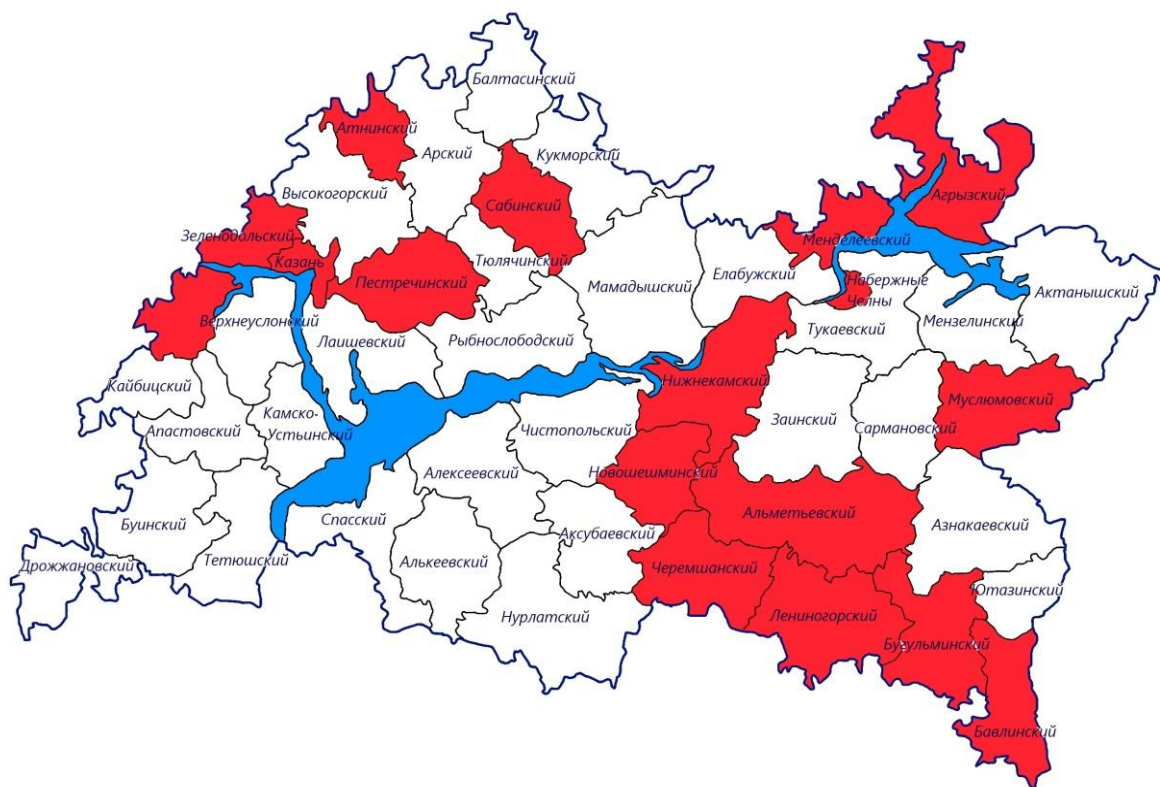 Балтасинский
Атнинский
Арский
Кукморский
Высокогорский
Сабинский
Агрызский
Зеленодольский
Менделеевский
Казань
Тюлячинский
Пестречинский
Елабужский
Набержные
Челны
Мамадышский
Актанышский
Верхнеуслонский
Мензелинский
Тукаевский
Лаишевский
Рыбнослободский
Кайбицский
Нижнекамский
Муслюмовский
Камско-
Устьинский
Заинский
Сармановский
Апастовский
Чистопольский
Алексеевский
Новошешминский
Альметьевский
Спасский
Буинский
Азнакаевский
Аксубаевский
Дрожжановский
Тетюшский
Алькеевский
Черемшанский
Ютазинский
Нурлатский
Лениногорский
Бугульминский
Бавлинский